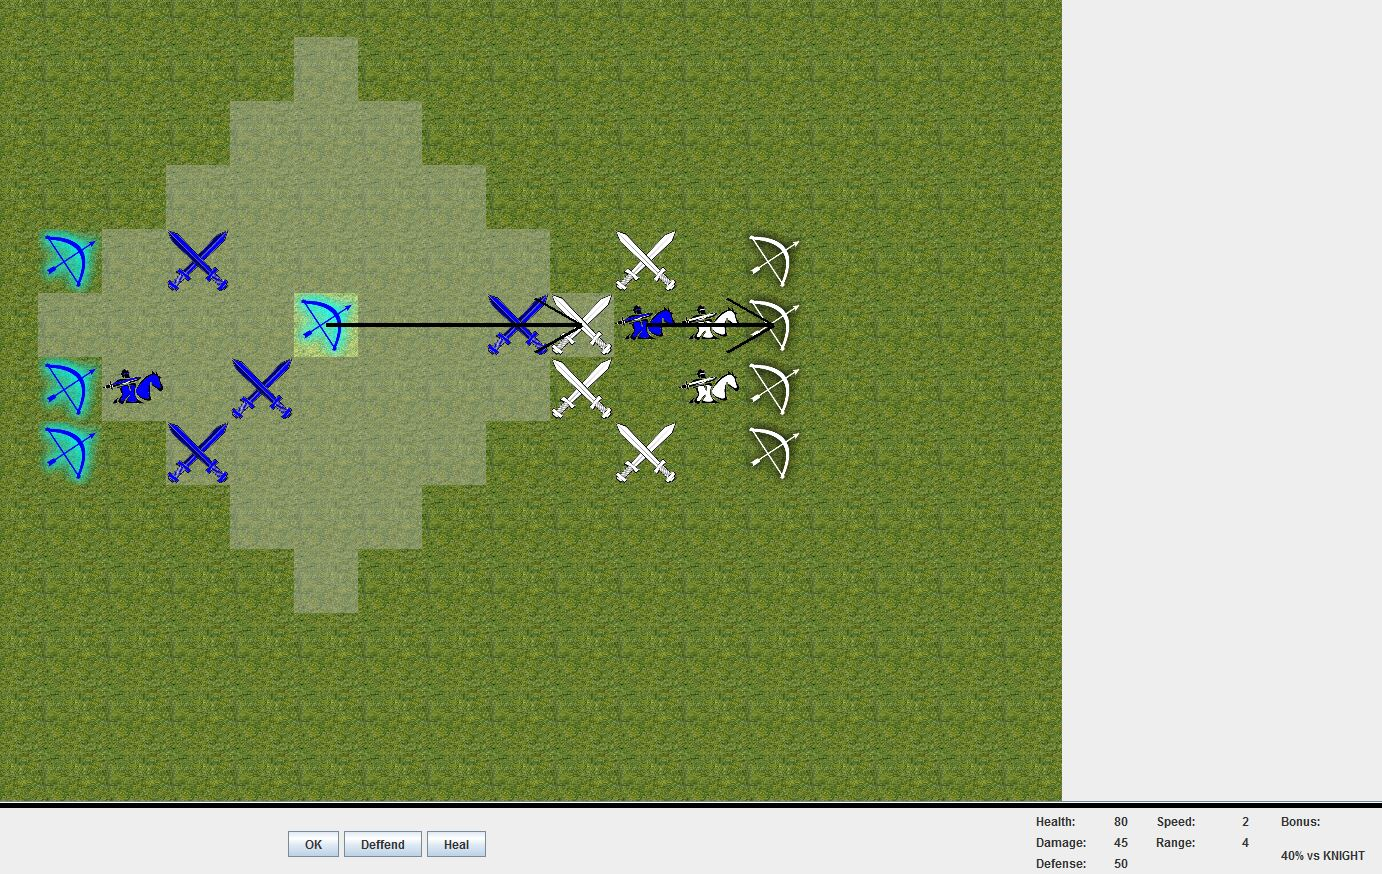 OK Deffend Heal
Health: 80 Speed: 2 Bonus:
Damage: 45 Range: 4
40% vs KNIGHT
Defense: 50